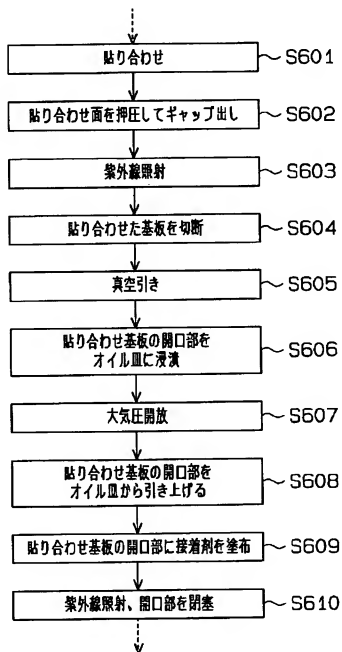 貼り合わせ
S601
貼り合わせ面を押圧してギャップ出し
S602
紫外線照射
S603
貼り合わせた基板を切断
S604
真空引き
S605
貼り合わせ基板の開口部を
オイル皿に浸漬
S606
大気圧開放
S607
貼り合わせ基板の開口部を
オイル皿から引き上げる
S608
貼り合わせ基板の開口部に接着剤を塗布
S609
紫外線照射、開口部を閉塞
S610